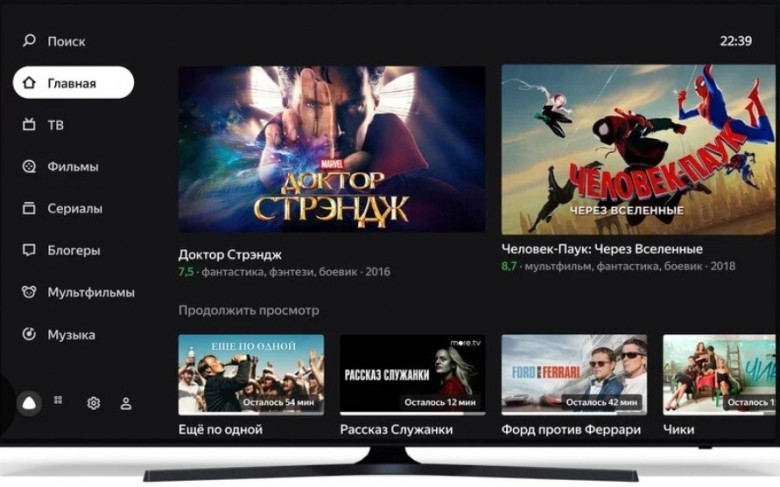 Поиск
22:39
Главная
ТВ
Фильмы
Сериалы
Блогеры
Мультфильмы
Музыка
MARVEL
ДОКТОР
СТРЭНДЖ
Доктор Стрэндж
7,5 · фантастика, фэнтези, боевик · 2016
ЧЕЛОВЕК-ПАУК
ЧЕРЕЗ ВСЕЛЕННЫЕ
Человек-Паук: Через Вселенные
8,7 · мультфильм, фантастика, боевик · 2018
Продолжить просмотр
ЕЩЕ ПО ОДНОЙ
Осталось 54 мин
Ещё по одной
more.tv
РАССКАЗ СЛУЖАНКИ
Осталось 12 мин
Рассказ Служанки
FORD FERRARI
Осталось 42 мин
Форд против Феррари
Осталось 1
Чики